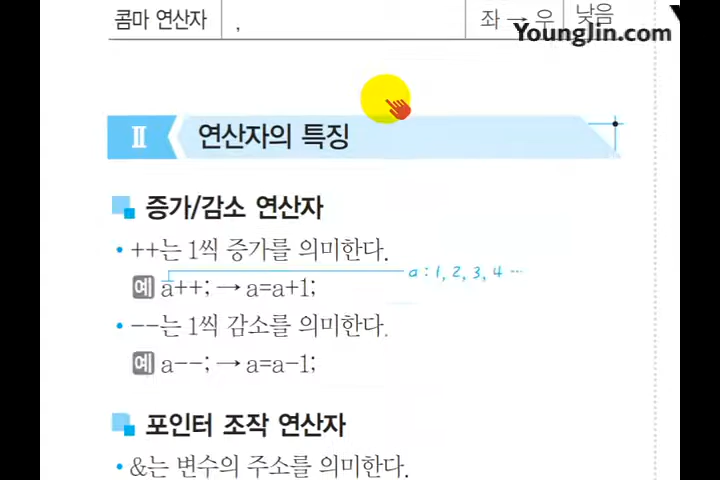 콤마 연산자 , 좌 → 우 낮음
YoungJin.com
Ⅱ 연산자의 특징
증가/감소 연산자
• ++는 1씩 증가를 의미한다.
a : 1, 2, 3, 4 ···
예 a++; → a=a+1;
• --는 1씩 감소를 의미한다.
예 a--; → a=a-1;
포인터 조작 연산자
• &는 변수의 주소를 의미한다.